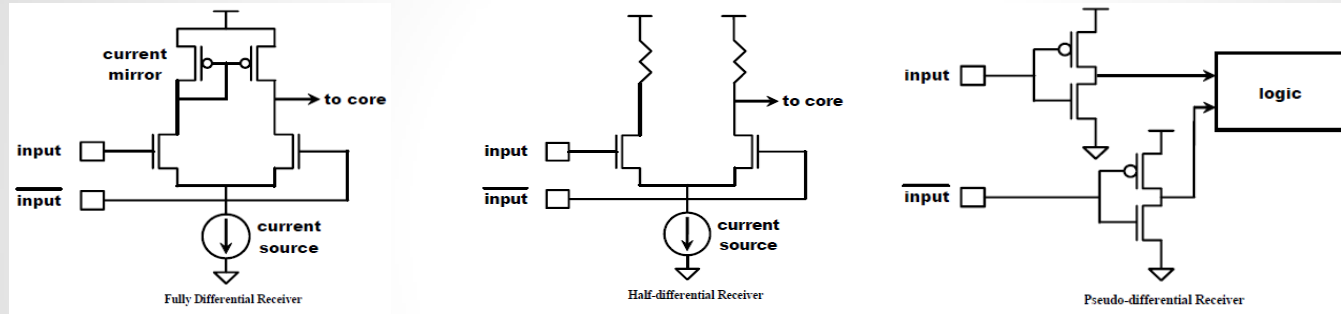 current
mirror
to core
input
input
current
source
Fully Differential Receiver
to core
input
input
current
source
Half-differential Receiver
input
logic
input
Pseudo-differential Receiver